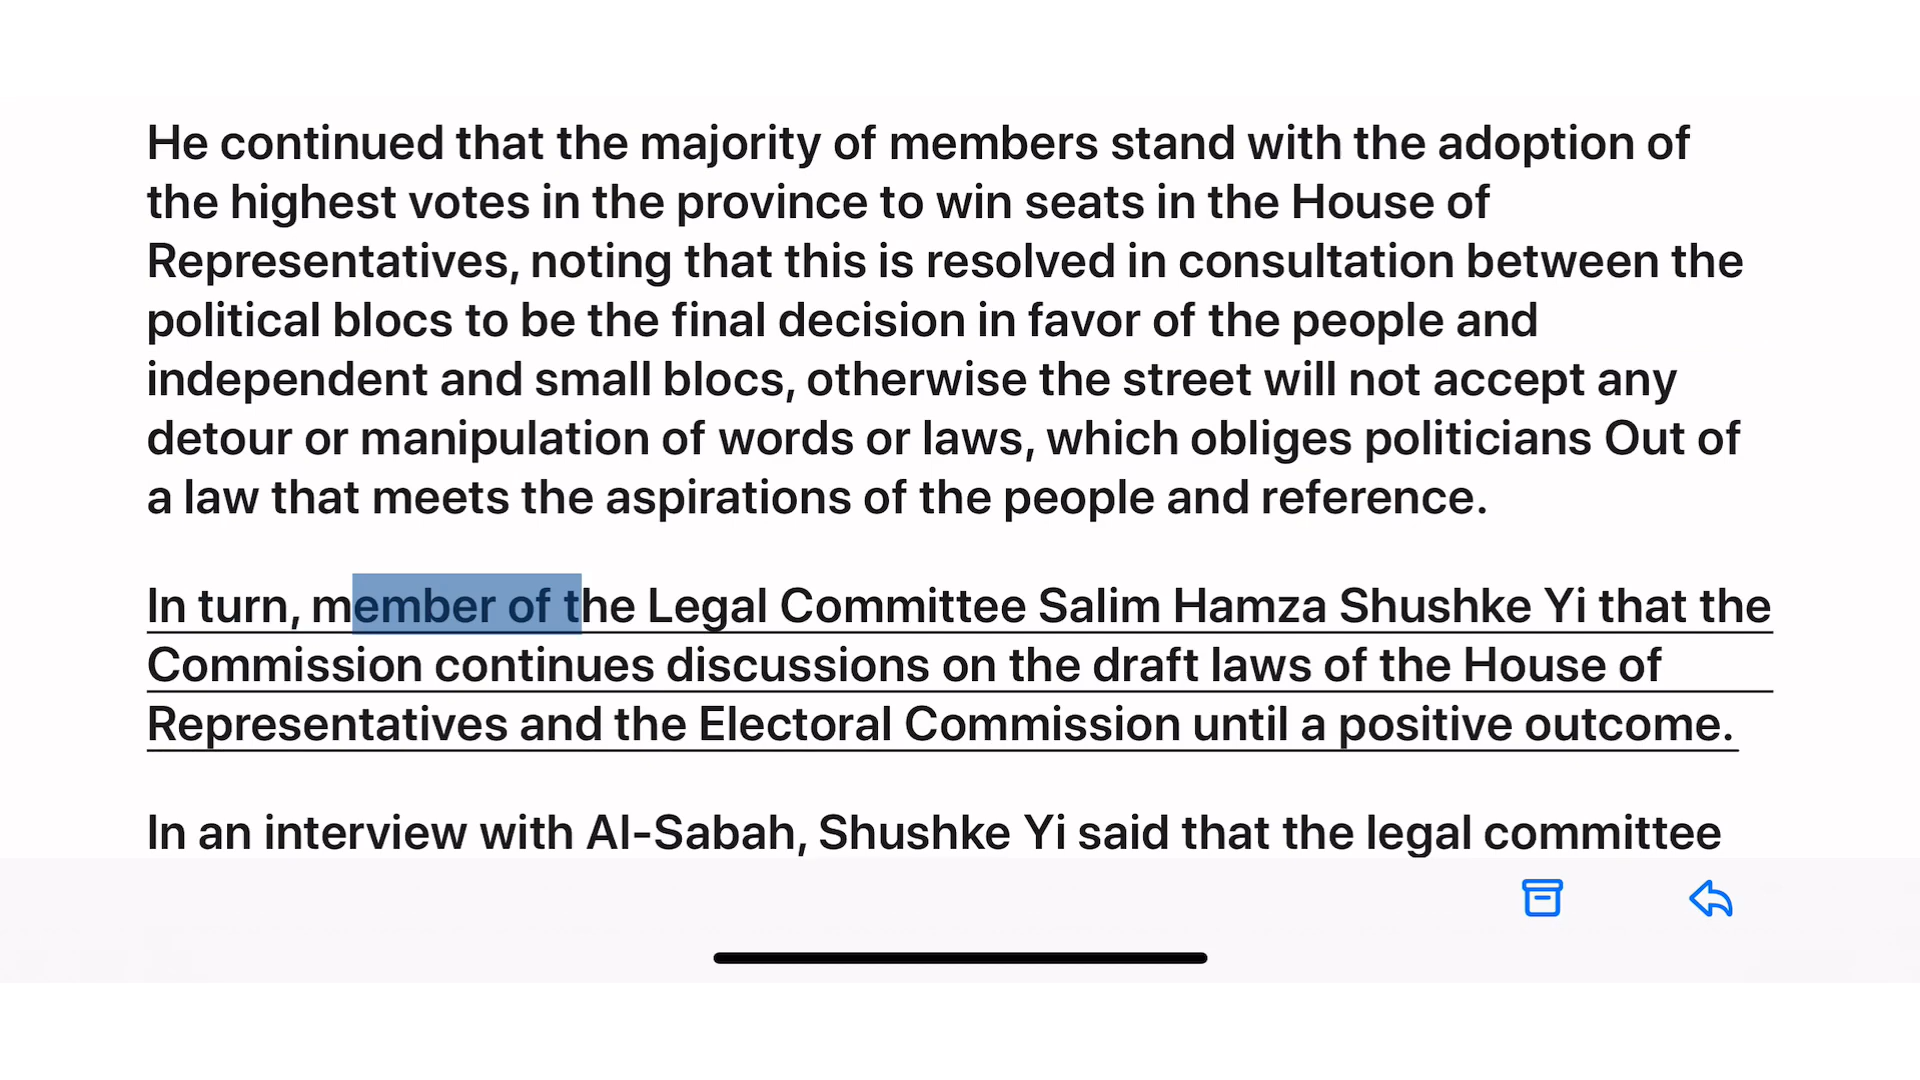 He continued that the majority of members stand with the adoption of
the highest votes in the province to win seats in the House of
Representatives, noting that this is resolved in consultation between the
political blocs to be the final decision in favor of the people and
independent and small blocs, otherwise the street will not accept any
detour or manipulation of words or laws, which obliges politicians Out of
a law that meets the aspirations of the people and reference.
In turn, member of the Legal Committee Salim Hamza Shushke Yi that the
Commission continues discussions on the draft laws of the House of
Representatives and the Electoral Commission until a positive outcome.
In an interview with Al-Sabah, Shushke Yi said that the legal committee